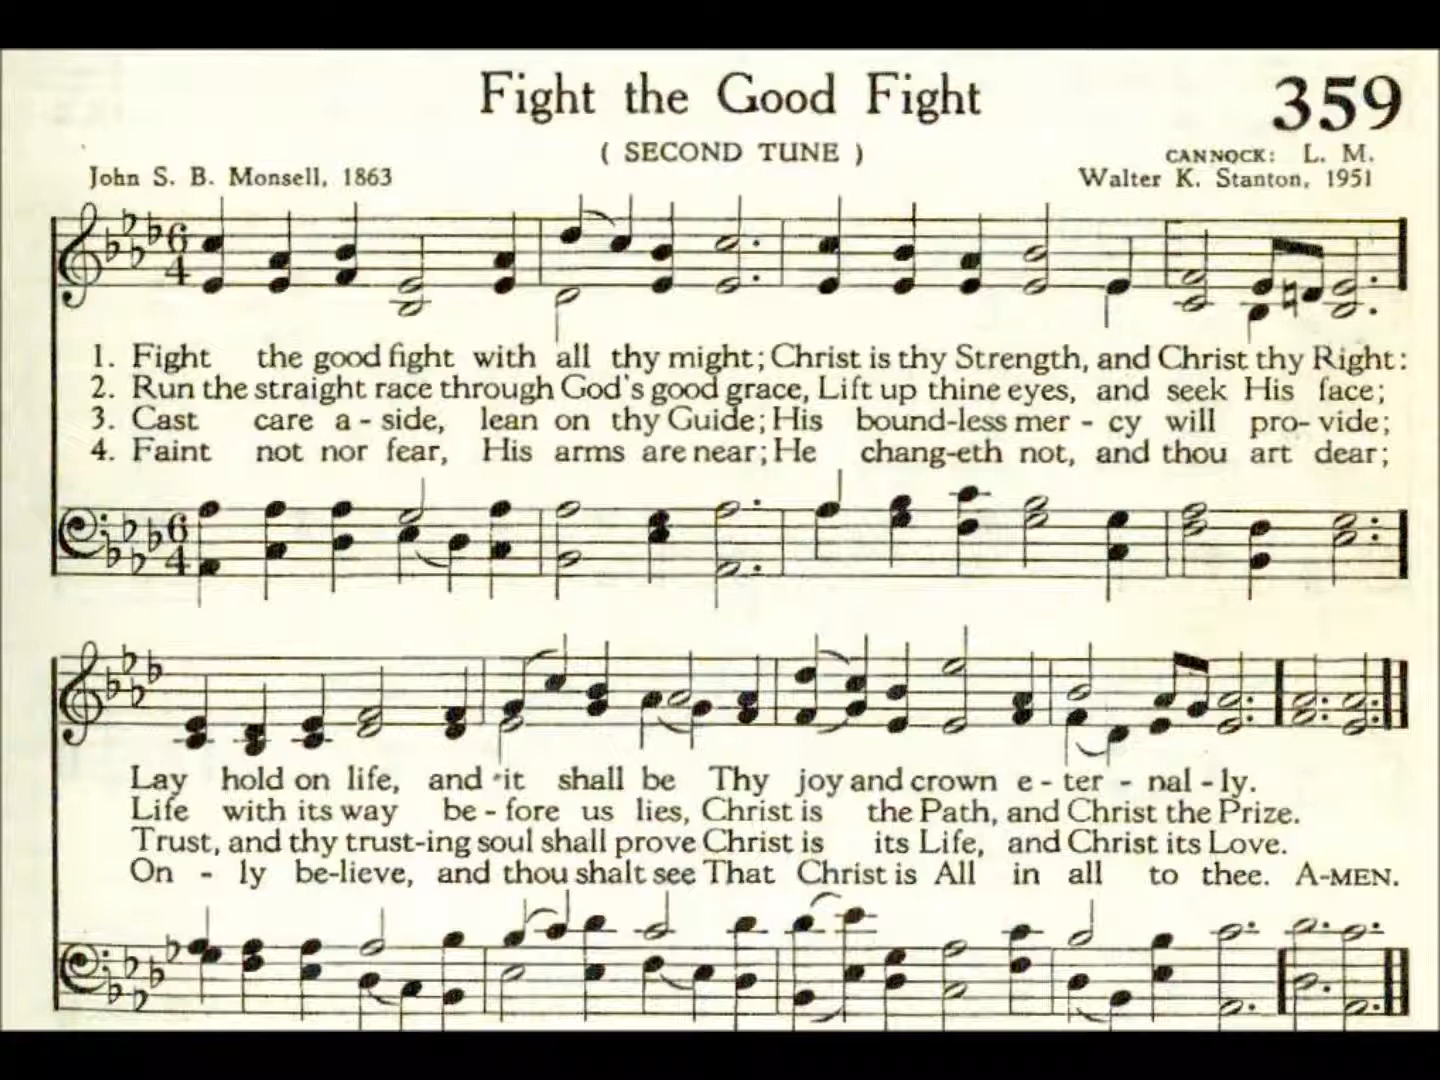 Fight the Good Fight 359
( SECOND TUNE )
CANNOCK: L. M.
John S. B. Monsell, 1863
Walter K. Stanton, 1951
6
4
1. Fight the good fight with all thy might; Christ is thy Strength, and Christ thy Right:
2. Run the straight race through God's good grace, Lift up thine eyes, and seek His face;
3. Cast care a - side, lean on thy Guide; His bound-less mer - cy will pro- vide;
4. Faint not nor fear, His arms are near; He chang-eth not, and thou art dear;
6
4
Lay hold on life, and it shall be Thy joy and crown e - ter - nal - ly.
Life with its way be - fore us lies, Christ is the Path, and Christ the Prize.
Trust, and thy trust-ing soul shall prove Christ is its Life, and Christ its Love.
On - ly be-lieve, and thou shalt see That Christ is All in all to thee. A-MEN.